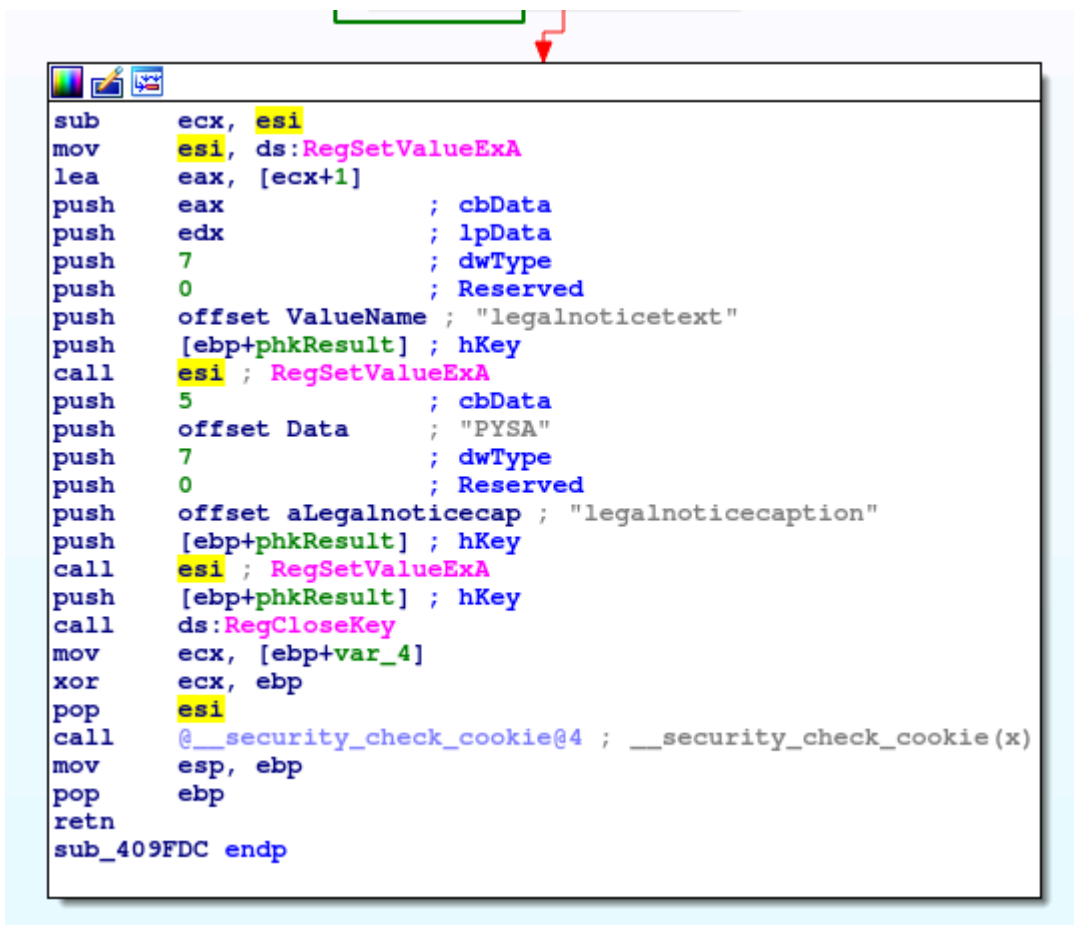 sub ecx, esi
mov esi, ds:RegSetValueExA
lea eax, [ecx+1]
push eax ; cbData
push edx ; lpData
push 7 ; dwType
push 0 ; Reserved
push offset ValueName ; "legalnoticetext"
push [ebp+phkResult] ; hKey
call esi ; RegSetValueExA
push 5 ; cbData
push offset Data ; "PYSA"
push 7 ; dwType
push 0 ; Reserved
push offset aLegalnoticecap ; "legalnoticecaption"
push [ebp+phkResult] ; hKey
call esi ; RegSetValueExA
push [ebp+phkResult] ; hKey
call ds:RegCloseKey
mov ecx, [ebp+var_4]
xor ecx, ebp
pop esi
call @__security_check_cookie@4 ; __security_check_cookie(x)
mov esp, ebp
pop ebp
retn
sub_409FDC endp